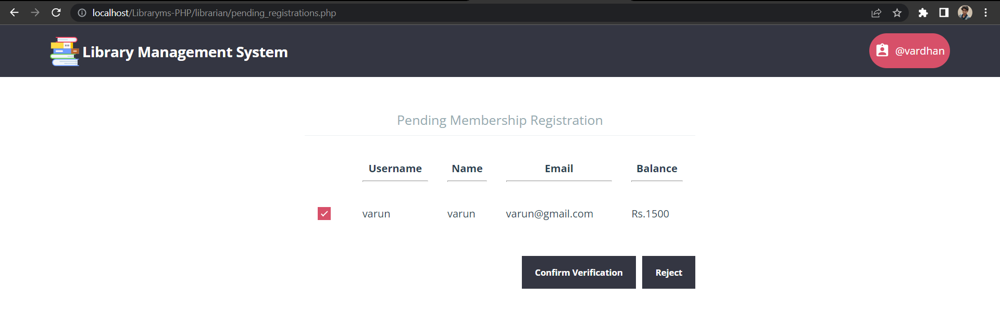 localhost/Libraryms-PHP/librarian/pending_registrations.php
Library Management System
@vardhan
Pending Membership Registration
Username Name Email Balance
varun varun varun@gmail.com Rs.1500
Confirm Verification Reject